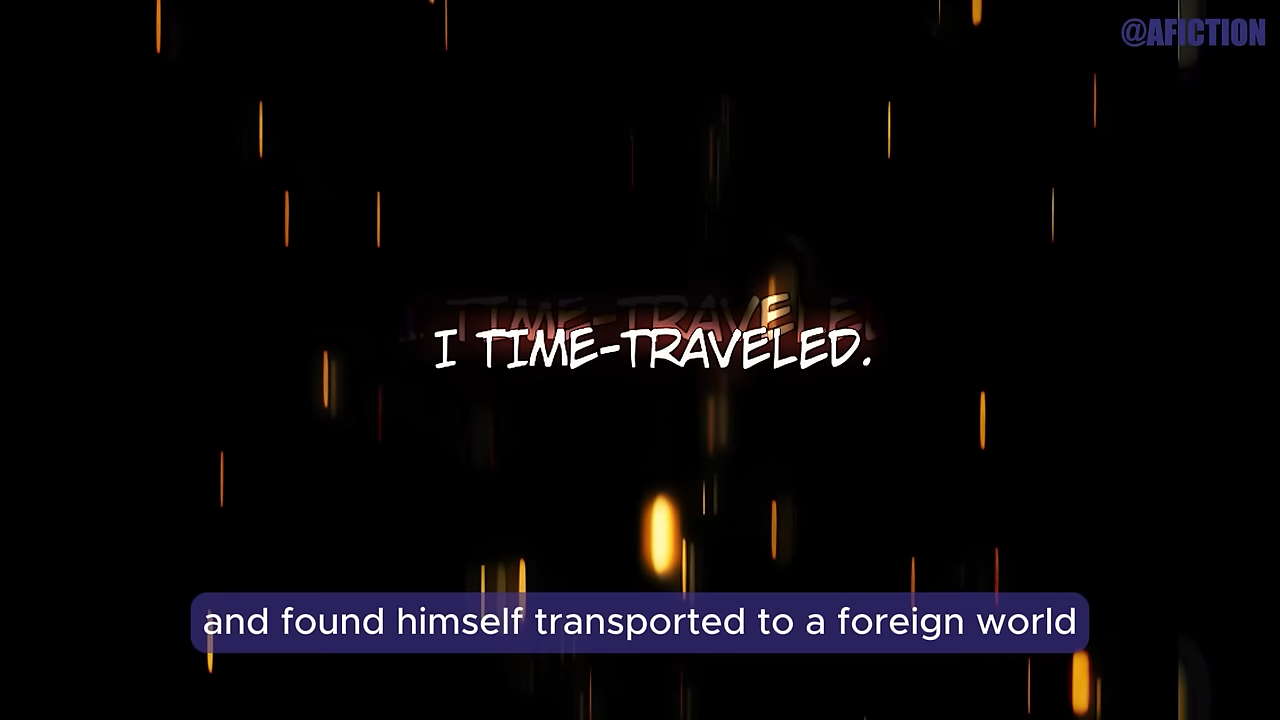 @AFICTION
I TIME-TRAVELED.
and found himself transported to a foreign world